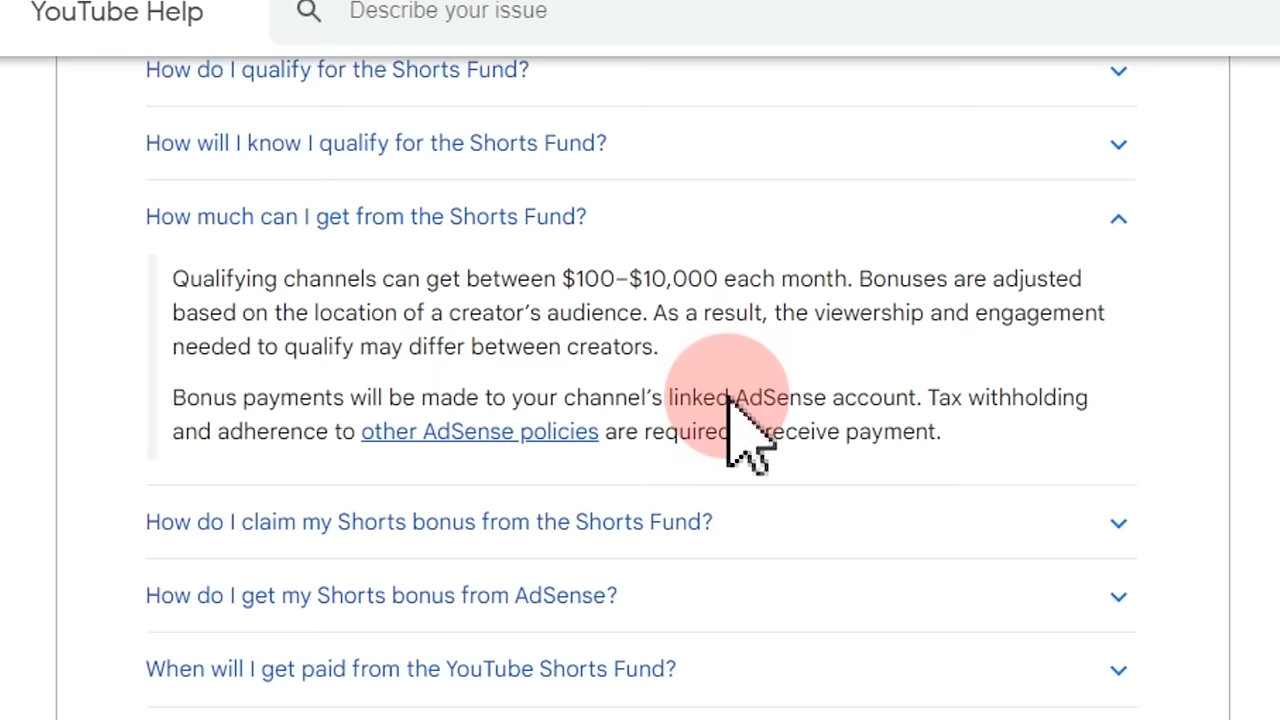 YouTube Help
Describe your issue
How do I qualify for the Shorts Fund?
How will I know I qualify for the Shorts Fund?
How much can I get from the Shorts Fund?
Qualifying channels can get between $100–$10,000 each month. Bonuses are adjusted
based on the location of a creator’s audience. As a result, the viewership and engagement
needed to qualify may differ between creators.
Bonus payments will be made to your channel’s linked AdSense account. Tax withholding
and adherence to other AdSense policies are required receive payment.
How do I claim my Shorts bonus from the Shorts Fund?
How do I get my Shorts bonus from AdSense?
When will I get paid from the YouTube Shorts Fund?